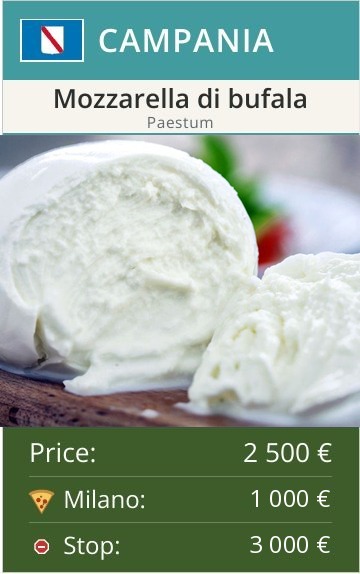 CAMPANIA
Mozzarella di bufala
Paestum
Price: 2 500 €
Milano: 1 000 €
Stop: 3 000 €